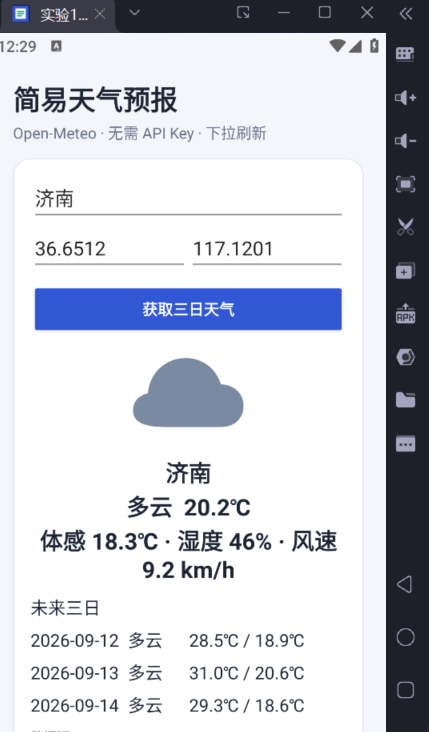 实验1...
12:29 A
简易天气预报
Open-Meteo · 无需 API Key · 下拉刷新
济南
36.6512 117.1201
获取三日天气
济南
多云 20.2℃
体感 18.3℃ · 湿度 46% · 风速
9.2 km/h
未来三日
2026-09-12 多云 28.5℃ / 18.9℃
2026-09-13 多云 31.0℃ / 20.6℃
2026-09-14 多云 29.3℃ / 18.6℃
APK